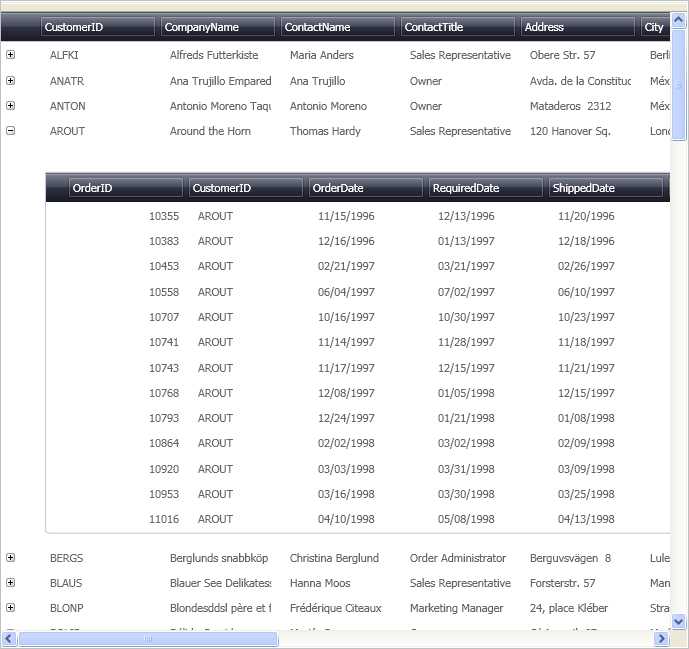 CustomerID CompanyName ContactName ContactTitle Address City
ALFKI Alfreds Futterkiste Maria Anders Sales Representative Obere Str. 57 Berli
ANATR Ana Trujillo Empared Ana Trujillo Owner Avda. de la Constituc Méx
ANTON Antonio Moreno Taqu Antonio Moreno Owner Mataderos 2312 Méx
AROUT Around the Horn Thomas Hardy Sales Representative 120 Hanover Sq. Lond
OrderID CustomerID OrderDate RequiredDate ShippedDate
10355 AROUT 11/15/1996 12/13/1996 11/20/1996
10383 AROUT 12/16/1996 01/13/1997 12/18/1996
10453 AROUT 02/21/1997 03/21/1997 02/26/1997
10558 AROUT 06/04/1997 07/02/1997 06/10/1997
10707 AROUT 10/16/1997 10/30/1997 10/23/1997
10741 AROUT 11/14/1997 11/28/1997 11/18/1997
10743 AROUT 11/17/1997 12/15/1997 11/21/1997
10768 AROUT 12/08/1997 01/05/1998 12/15/1997
10793 AROUT 12/24/1997 01/21/1998 01/08/1998
10864 AROUT 02/02/1998 03/02/1998 02/09/1998
10920 AROUT 03/03/1998 03/31/1998 03/09/1998
10953 AROUT 03/16/1998 03/30/1998 03/25/1998
11016 AROUT 04/10/1998 05/08/1998 04/13/1998
BERGS Berglunds snabbköp Christina Berglund Order Administrator Berguvsvägen 8 Lule
BLAUS Blauer See Delikates Hanna Moos Sales Representative Forsterstr. 57 Man
BLONP Blondesddsl père et f Frédérique Citeaux Marketing Manager 24, place Kléber Stra